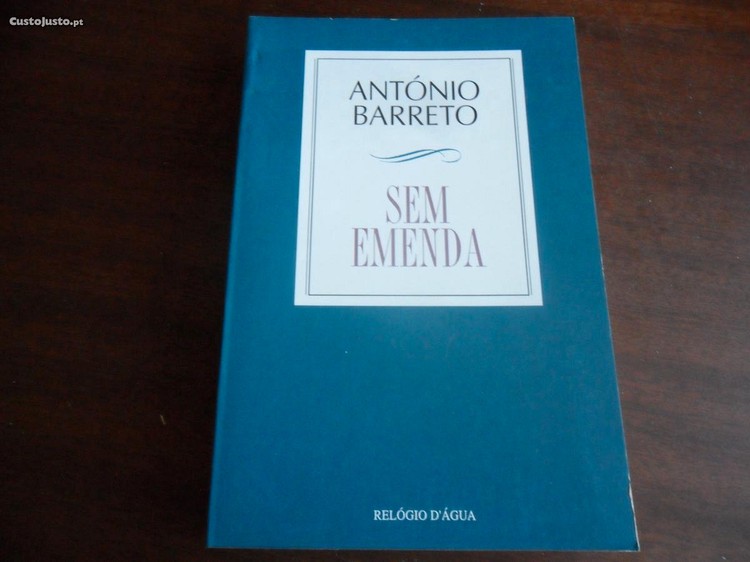 CustoJusto.pt
ANTÓNIO
BARRETO
SEM
EMENDA
RELÓGIO D'ÁGUA